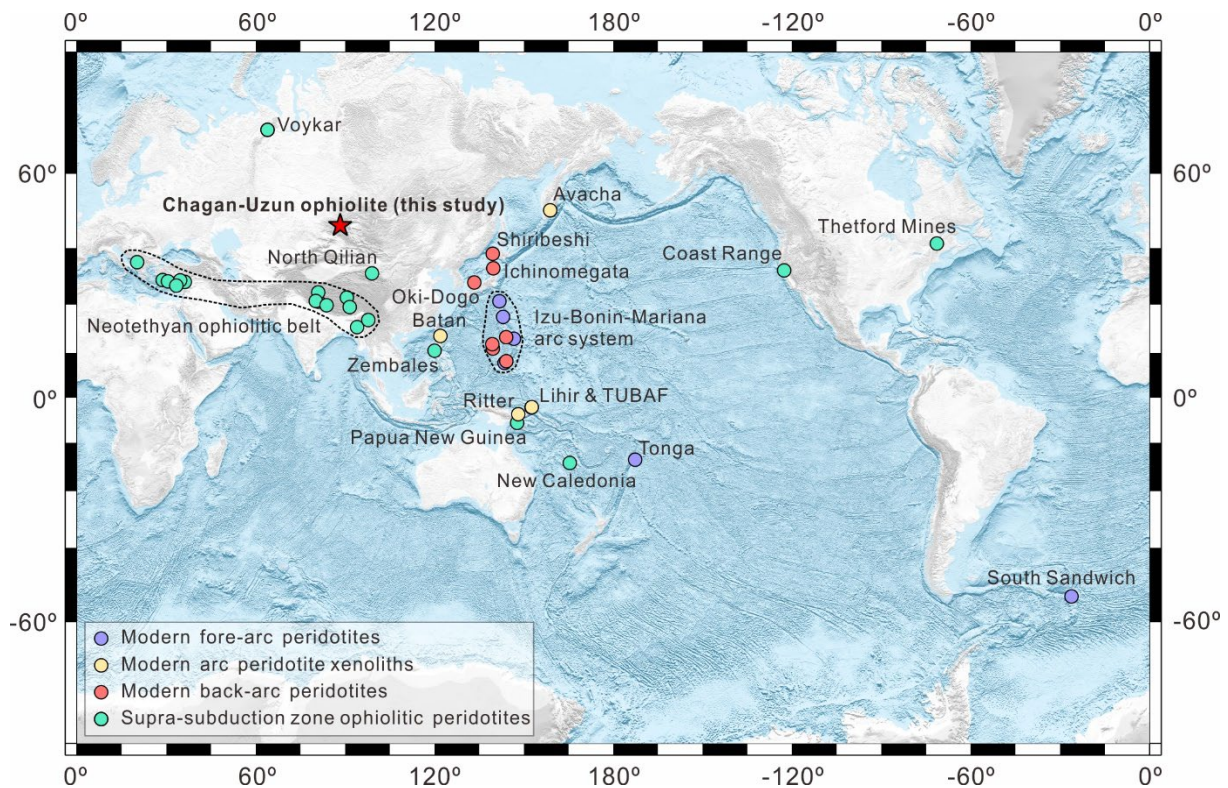 0º 60º 120º 180º -120º -60º 0º
Voykar
60º 60º
Avacha
Chagan-Uzun ophiolite (this study)
Thetford Mines
Shiribeshi
North Qilian
Coast Range
Ichinomegata
Oki-Dogo
Izu-Bonin-Mariana
Batan
Neotethyan ophiolitic belt
arc system
Zembales
0º 0º
Ritter
Lihir & TUBAF
Papua New Guinea
Tonga
New Caledonia
South Sandwich
-60º -60º
Modern fore-arc peridotites
Modern arc peridotite xenoliths
Modern back-arc peridotites
Supra-subduction zone ophiolitic peridotites
0º 60º 120º 180º -120º -60º 0º